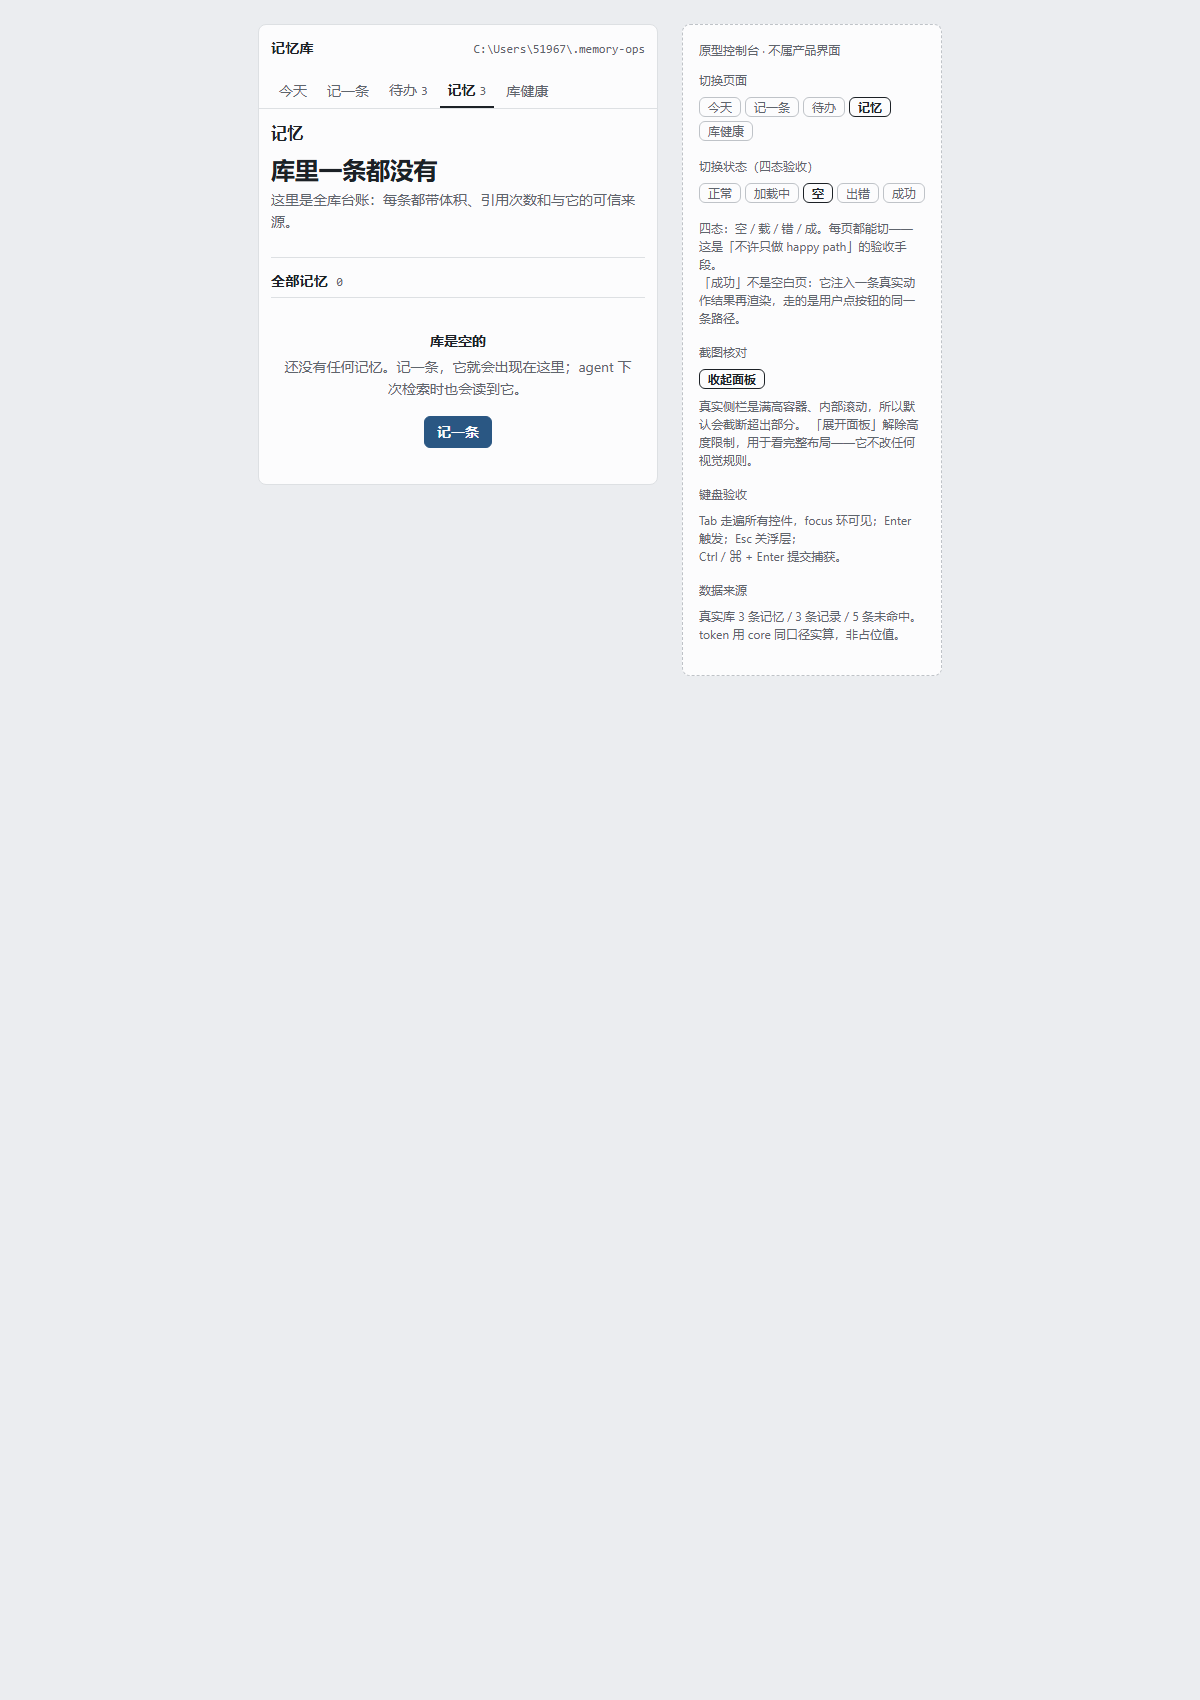 记忆库
C:\Users\51967\.memory-ops
今天 记一条 待办 3 记忆 3 库健康
记忆
库里一条都没有
这里是全库台账：每条都带体积、引用次数和与它的可信来
源。
全部记忆 0
库是空的
还没有任何记忆。记一条，它就会出现在这里；agent 下
次检索时也会读到它。
记一条
原型控制台 · 不属产品界面
切换页面
今天 记一条 待办 记忆
库健康
切换状态（四态验收）
正常 加载中 空 出错 成功
四态：空 / 载 / 错 / 成。每页都能切——
这是「不许只做 happy path」的验收手
段。
「成功」不是空白页：它注入一条真实动
作结果再渲染，走的是用户点按钮的同一
条路径。
截图核对
收起面板
真实侧栏是满高容器、内部滚动，所以默
认会截断超出部分。 「展开面板」解除高
度限制，用于看完整布局——它不改任何
视觉规则。
键盘验收
Tab 走遍所有控件，focus 环可见；Enter
触发；Esc 关浮层；
Ctrl / ⌘ + Enter 提交捕获。
数据来源
真实库 3 条记忆 / 3 条记录 / 5 条未命中。
token 用 core 同口径实算，非占位值。